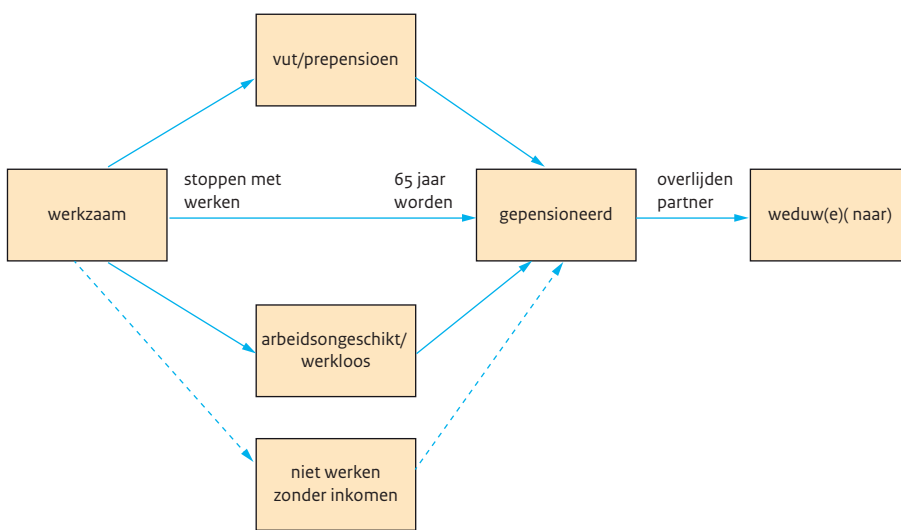 vut/prepensioen
werkzaam
stoppen met
werken
65 jaar
worden
gepensioneerd
overlijden
partner
weduw(e)( naar)
arbeidsongeschikt/
werkloos
niet werken
zonder inkomen